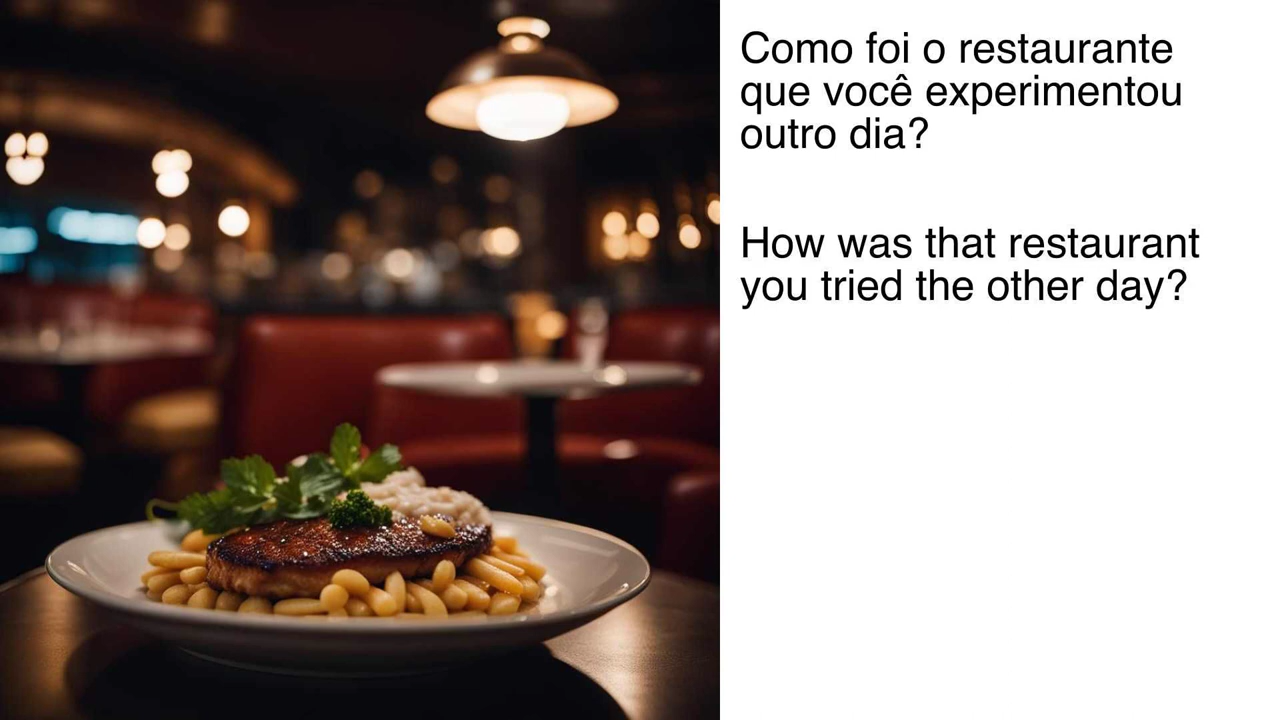 Como foi o restaurante
que você experimentou
outro dia?
How was that restaurant
you tried the other day?